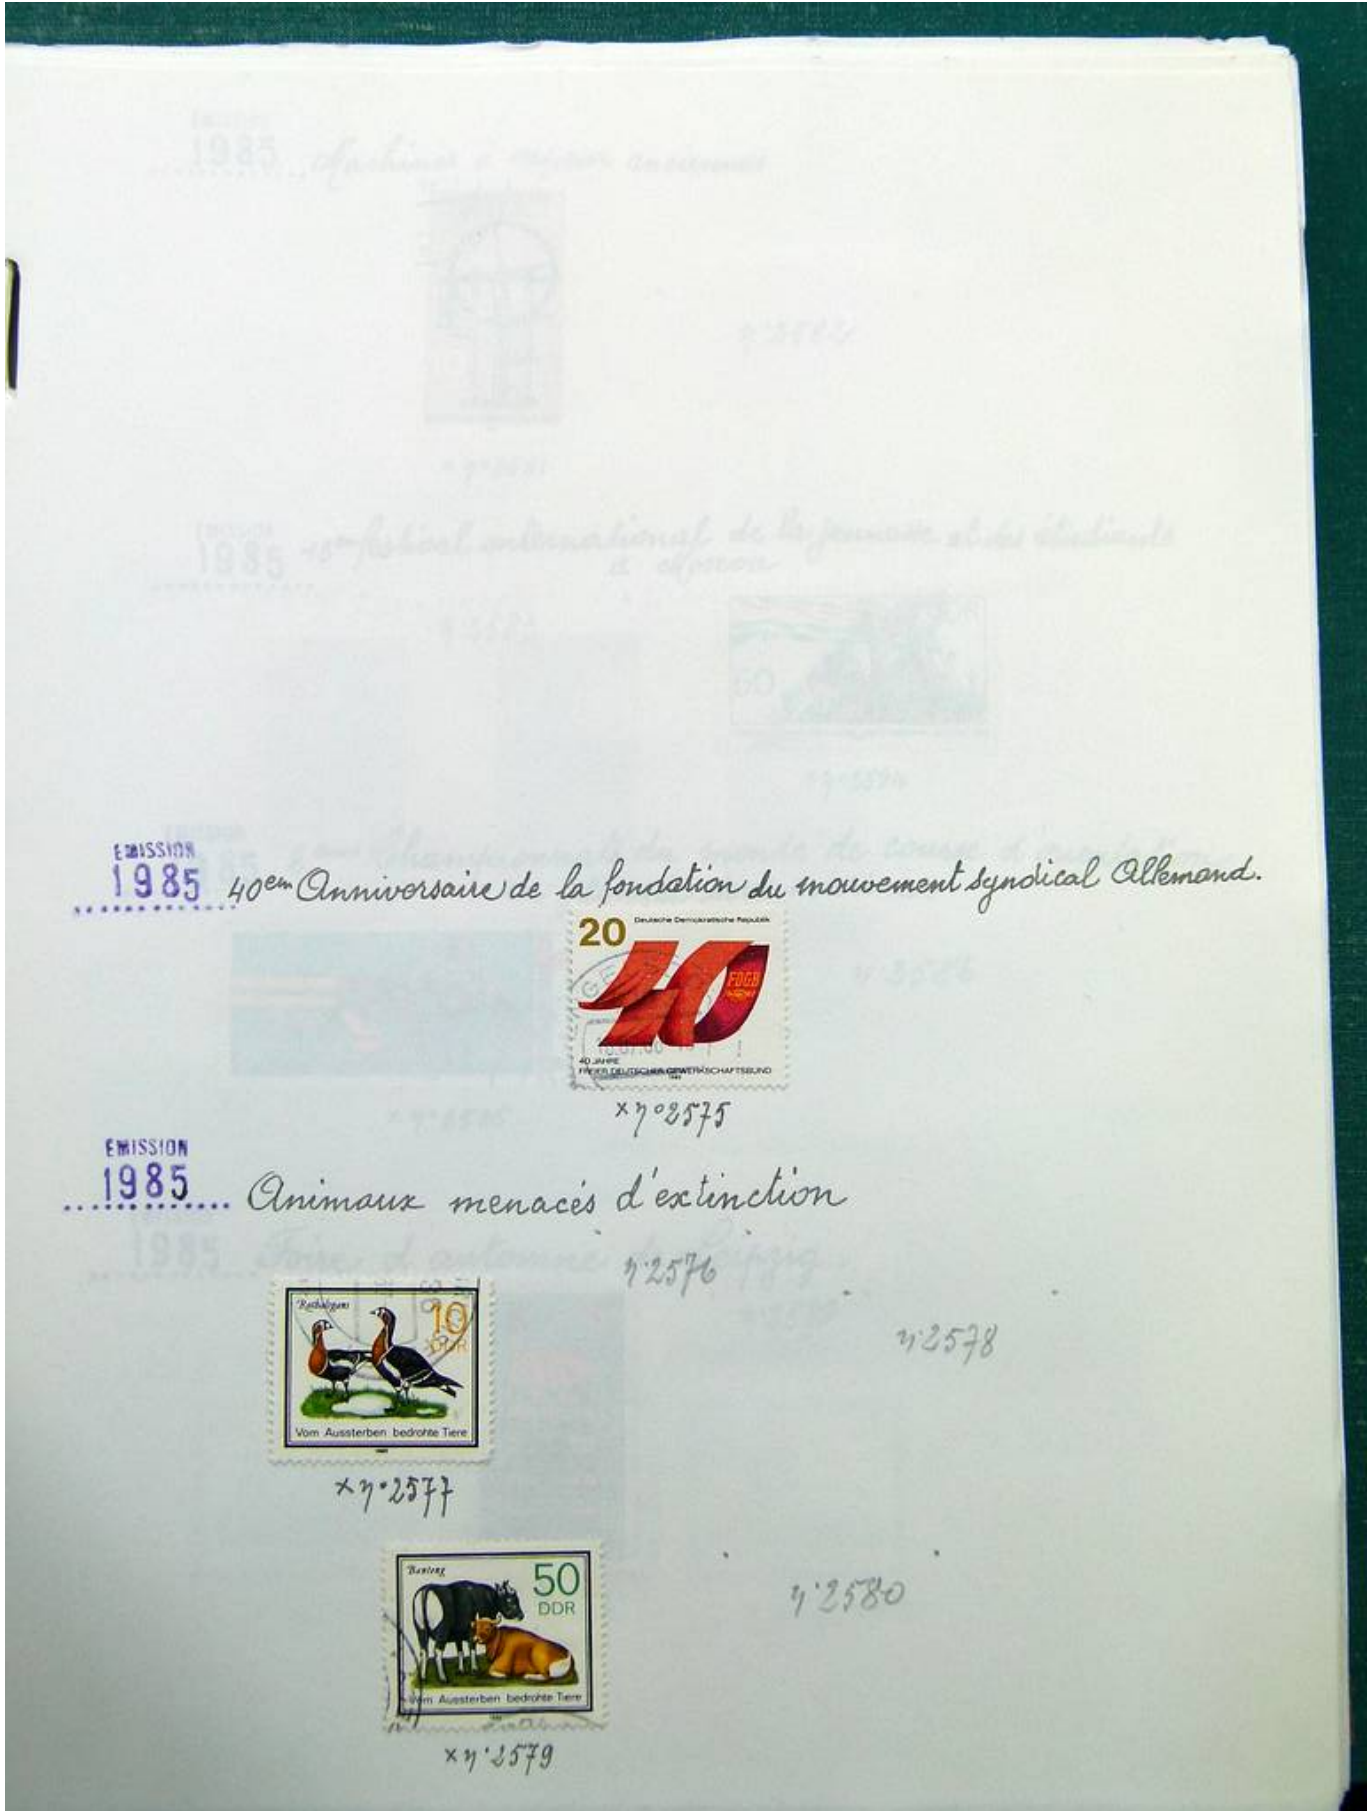 EMISSION
1985 40em Anniversaire de la fondation du mouvement syndical Allemand.
20 Deutsche Demokratische Republik
FDGB
40 JAHRE
FREIER DEUTSCHER GEWERKSCHAFTSBUND
1985
x n°2575
EMISSION
1985 Animaux menacés d'extinction
n°2576
Rothalsgans
10
DDR
Vom Aussterben bedrohte Tiere
1985
n°2578
x n°2577
Banteng
50
DDR
Vom Aussterben bedrohte Tiere
n°2580
x n°2579